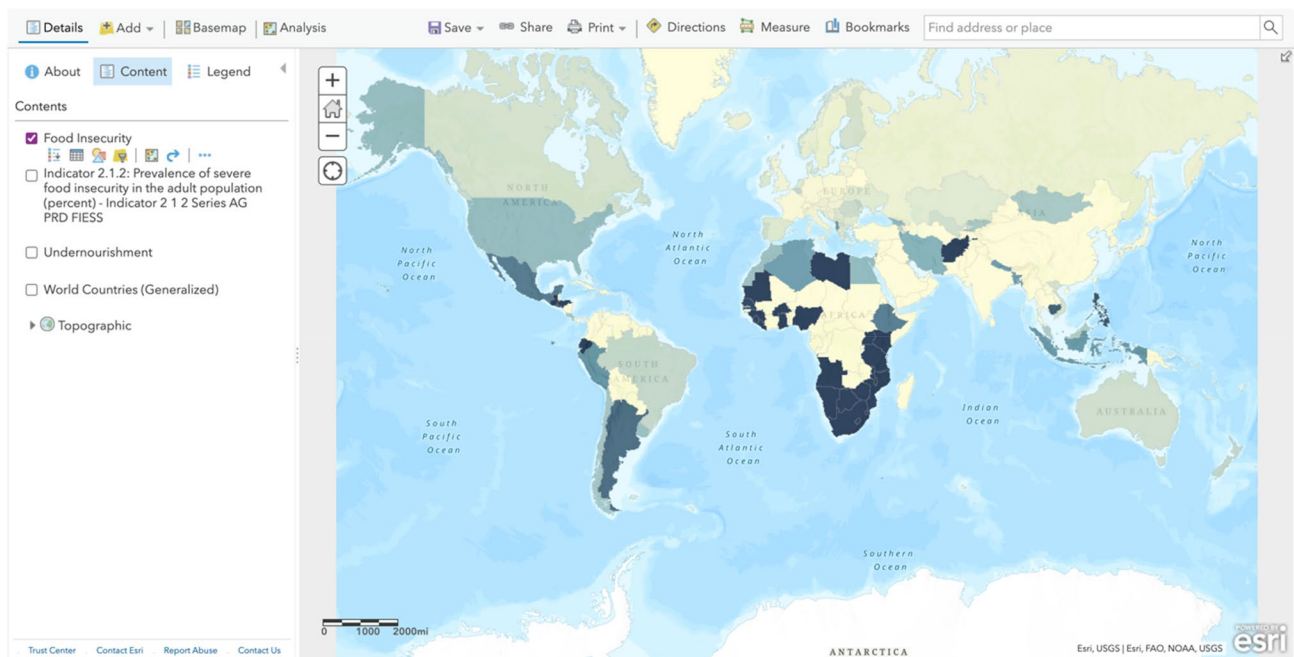 Details
Add
Basemap
Analysis
Save
Share
Print
Directions
Measure
Bookmarks
Find address or place
About
Content
Legend
Contents
Food Insecurity
Indicator 2.1.2: Prevalence of severe
food insecurity in the adult population
(percent) - Indicator 2 1 2 Series AG
PRD FIESS
Undernourishment
World Countries (Generalized)
Topographic
Trust Center
Contact Esri
Report Abuse
Contact Us
NORTH
AMERICA
EUROPE
ASIA
North
Pacific
Ocean
North
Atlantic
Ocean
North
Pacific
Ocean
AFRICA
SOUTH
AMERICA
AUSTRALIA
South
Pacific
Ocean
South
Atlantic
Ocean
Indian
Ocean
Southern
Ocean
0 1000 2000mi
ANTARCTICA
Esri, USGS | Esri, FAO, NOAA, USGS
POWERED BY
esri